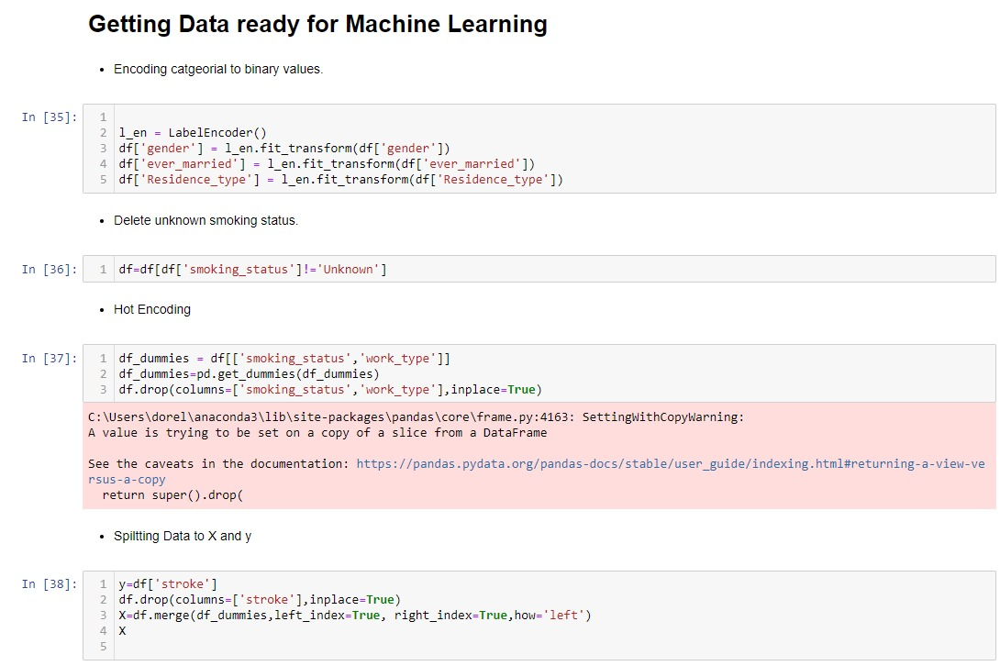 Getting Data ready for Machine Learning
• Encoding catgeorial to binary values.
In [35]:
1
2 l_en = LabelEncoder()
3 df['gender'] = l_en.fit_transform(df['gender'])
4 df['ever_married'] = l_en.fit_transform(df['ever_married'])
5 df['Residence_type'] = l_en.fit_transform(df['Residence_type'])
• Delete unknown smoking status.
In [36]: 1 df=df[df['smoking_status']!='Unknown']
• Hot Encoding
In [37]: 1 df_dummies = df[['smoking_status','work_type']]
2 df_dummies=pd.get_dummies(df_dummies)
3 df.drop(columns=['smoking_status','work_type'],inplace=True)
C:\Users\dorel\anaconda3\lib\site-packages\pandas\core\frame.py:4163: SettingWithCopyWarning:
A value is trying to be set on a copy of a slice from a DataFrame
See the caveats in the documentation: https://pandas.pydata.org/pandas-docs/stable/user_guide/indexing.html#returning-a-view-ve
rsus-a-copy
return super().drop(
• Spiltting Data to X and y
In [38]: 1 y=df['stroke']
2 df.drop(columns=['stroke'],inplace=True)
3 X=df.merge(df_dummies,left_index=True, right_index=True,how='left')
4 X
5